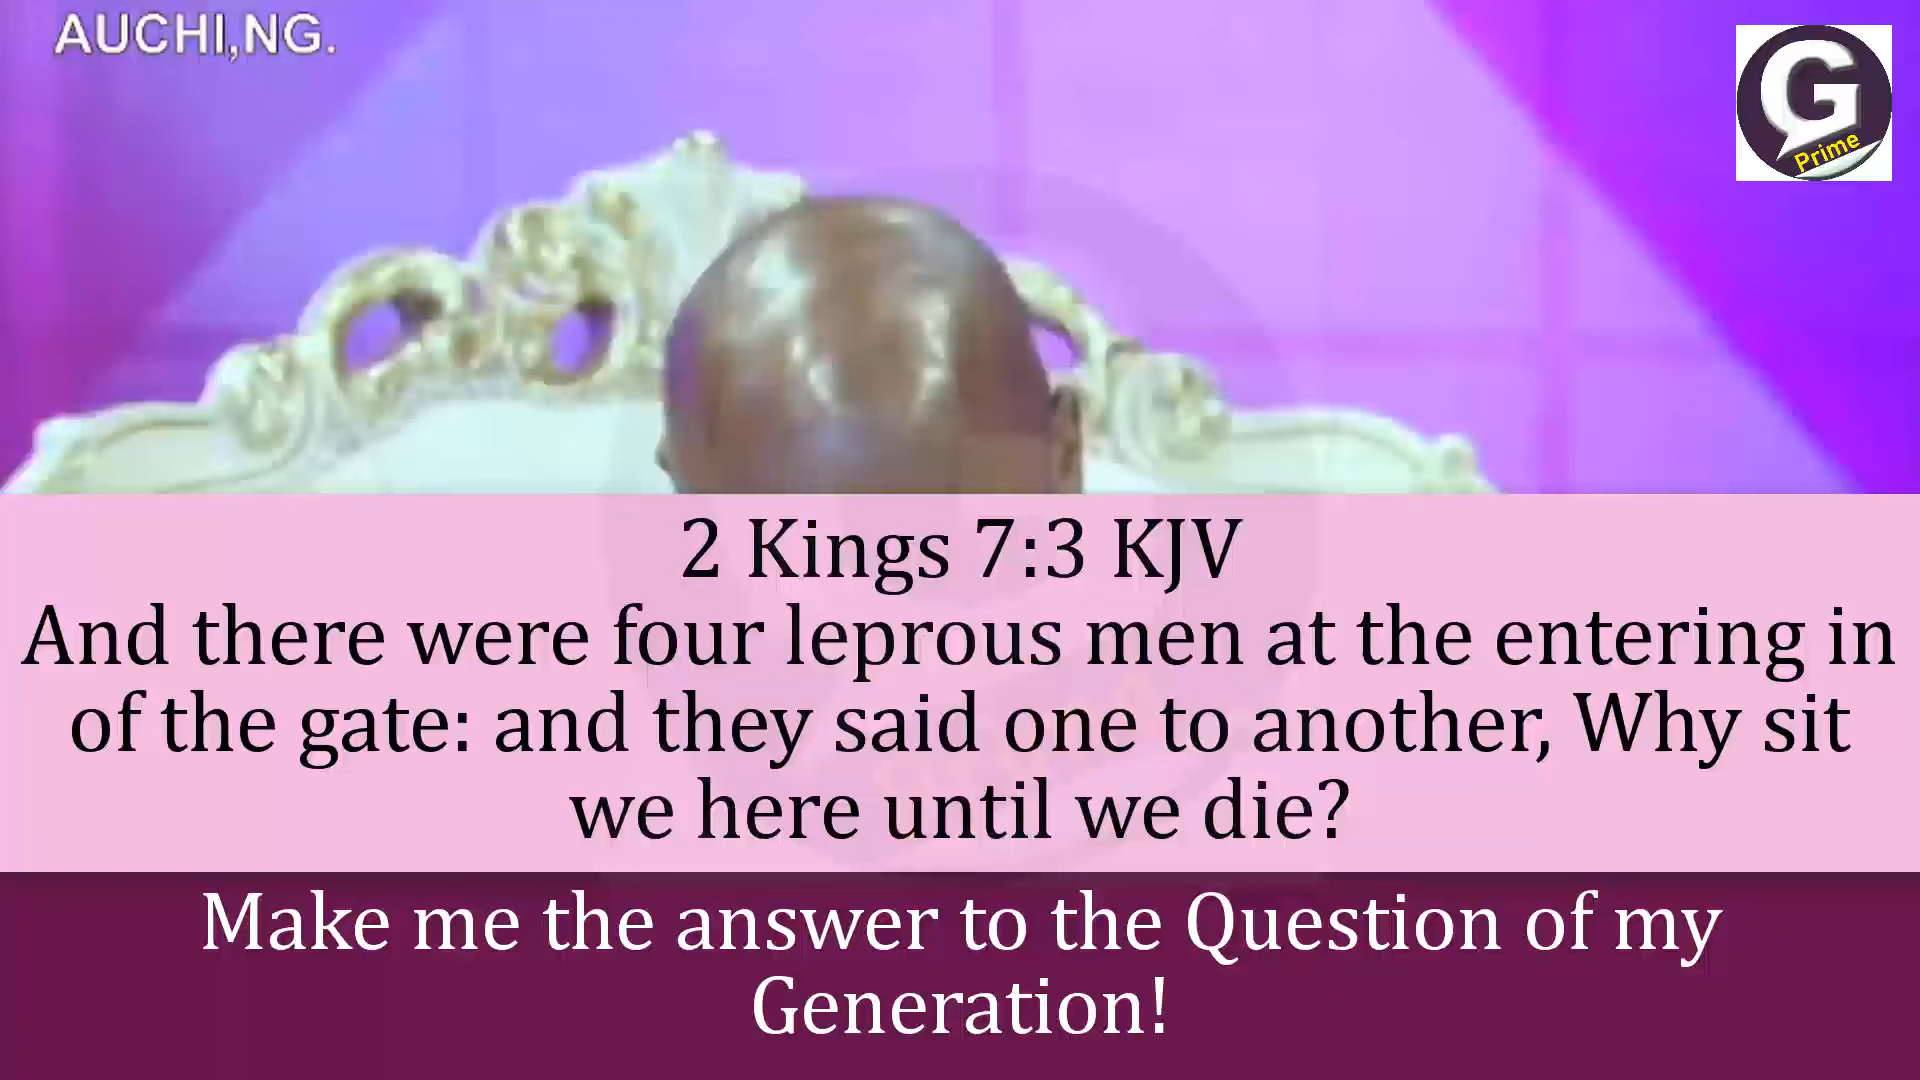 AUCHI,NG.
G
Prime
2 Kings 7:3 KJV
And there were four leprous men at the entering in
of the gate: and they said one to another, Why sit
we here until we die?
Make me the answer to the Question of my
Generation!